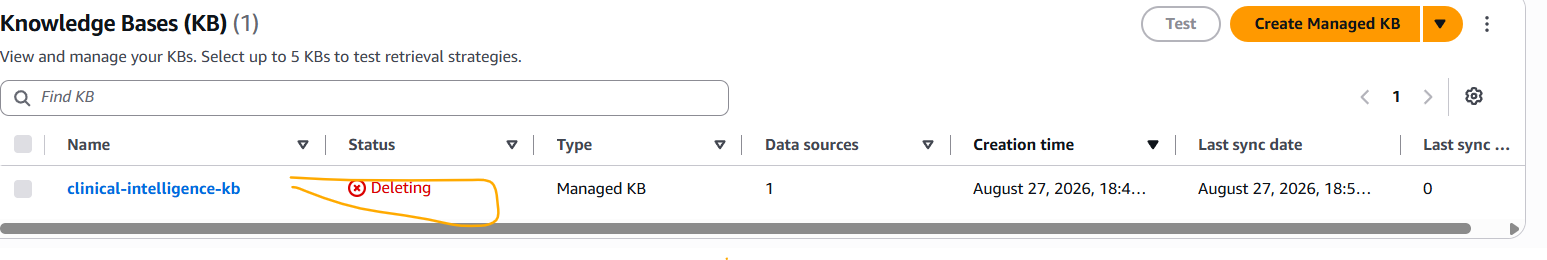 Knowledge Bases (KB) (1)
Test
Create Managed KB
View and manage your KBs. Select up to 5 KBs to test retrieval strategies.
Find KB
1
Name Status Type Data sources Creation time Last sync date Last sync ...
clinical-intelligence-kb Deleting Managed KB 1 August 27, 2026, 18:4... August 27, 2026, 18:5... 0